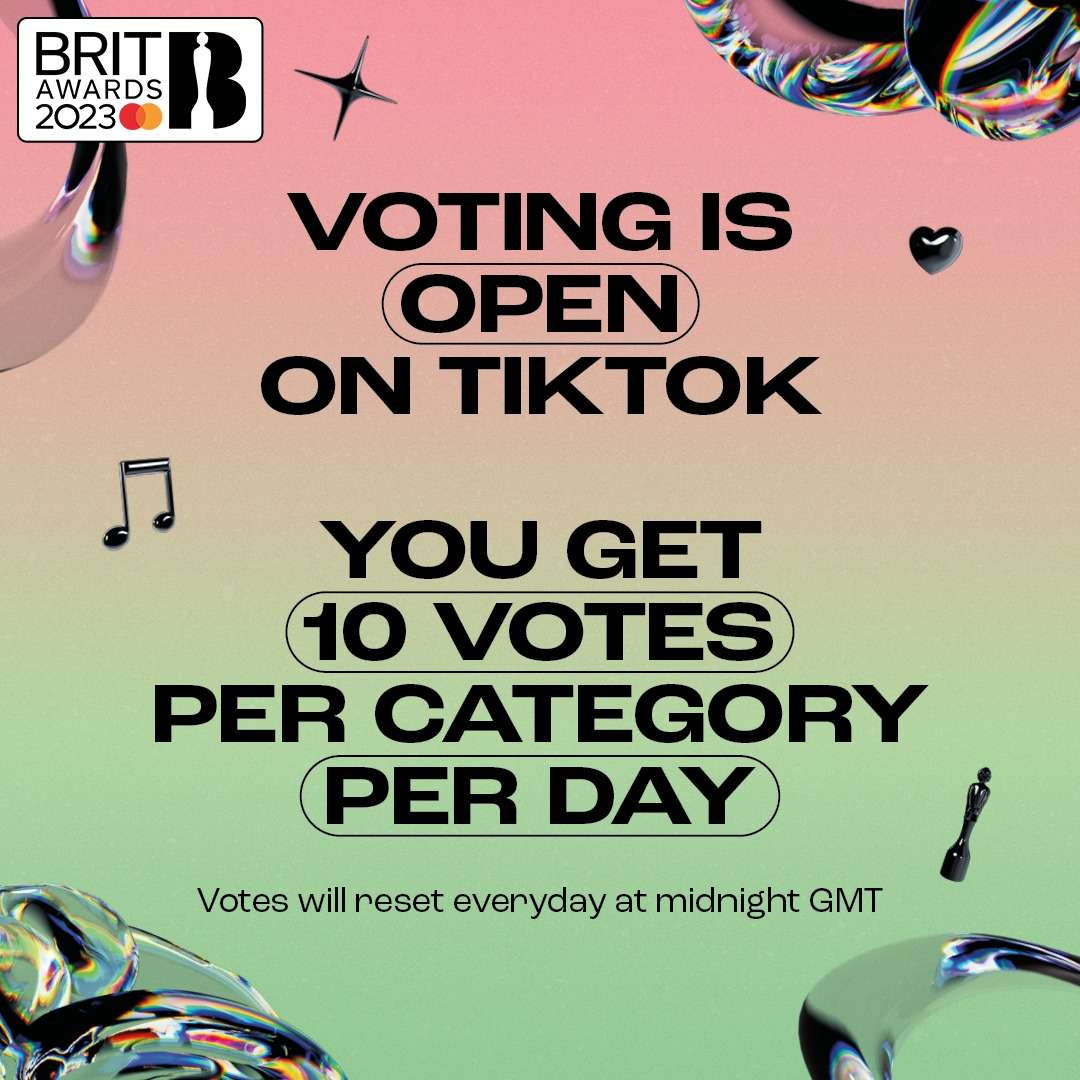 BRIT
AWARDS
2023
VOTING IS
OPEN
ON TIKTOK
YOU GET
10 VOTES
PER CATEGORY
PER DAY
Votes will reset everyday at midnight GMT